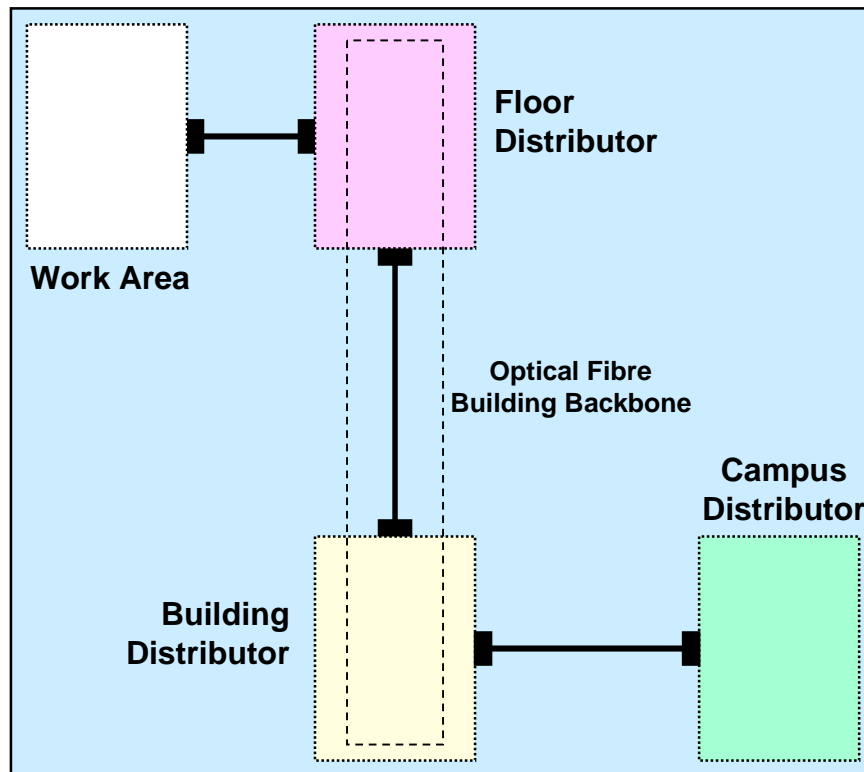 Floor
Distributor
Work Area
Optical Fibre
Building Backbone
Campus
Distributor
Building
Distributor